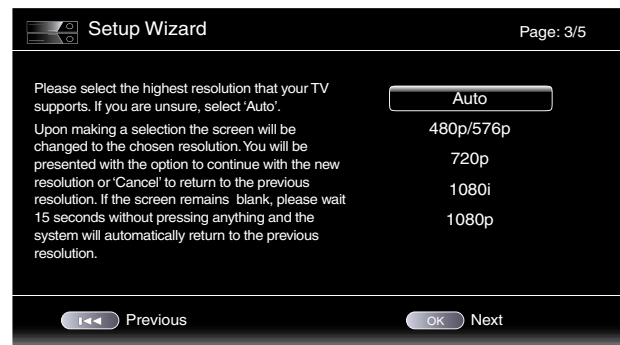 Setup Wizard
Page: 3/5
Please select the highest resolution that your TV
supports. If you are unsure, select ‘Auto’.
Upon making a selection the screen will be
changed to the chosen resolution. You will be
presented with the option to continue with the new
resolution or ‘Cancel’ to return to the previous
resolution. If the screen remains blank, please wait
15 seconds without pressing anything and the
system will automatically return to the previous
resolution.
Auto
480p/576p
720p
1080i
1080p
Previous
OK Next